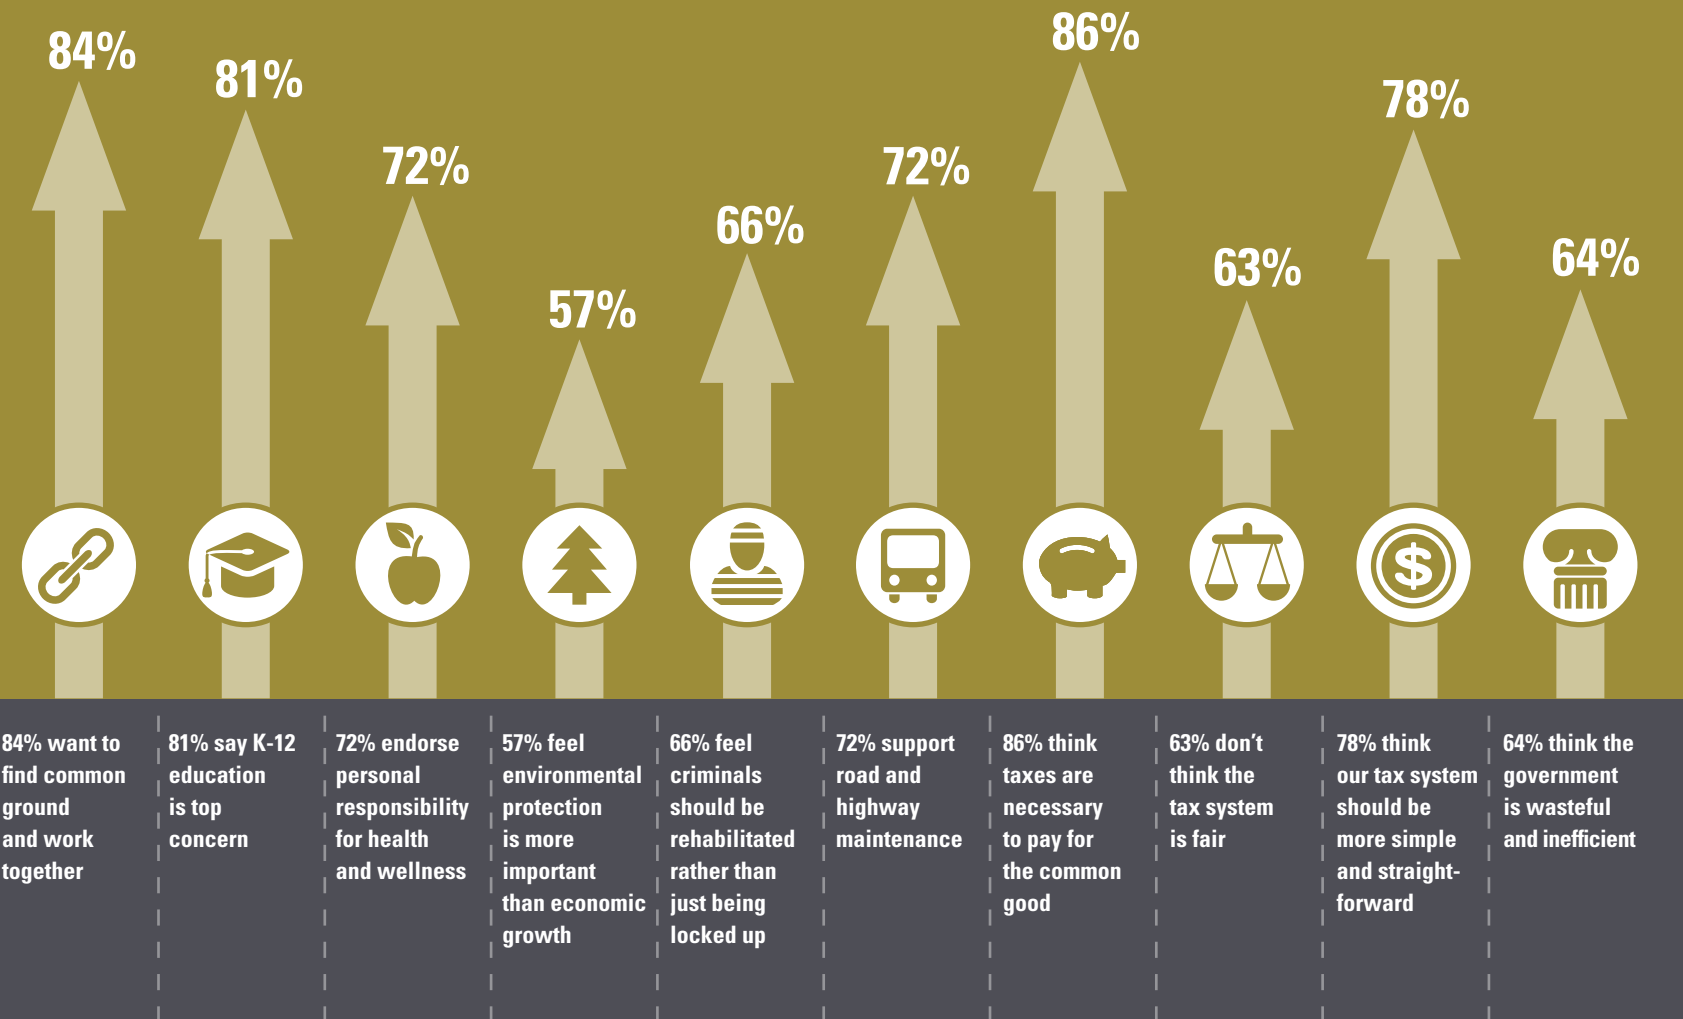 84%
81%
72%
57%
66%
72%
86%
63%
78%
64%
$
84% want to
find common
ground
and work
together
81% say K-12
education
is top
concern
72% endorse
personal
responsibility
for health
and wellness
57% feel
environmental
protection
is more
important
than economic
growth
66% feel
criminals
should be
rehabilitated
rather than
just being
locked up
72% support
road and
highway
maintenance
86% think
taxes are
necessary
to pay for
the common
good
63% don't
think the
tax system
is fair
78% think
our tax system
should be
more simple
and straight-
forward
64% think the
government
is wasteful
and inefficient